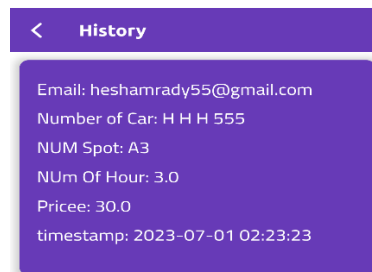 History
Email: heshamrady55@gmail.com
Number of Car: H H H 555
NUM Spot: A3
NUm Of Hour: 3.0
Pricee: 30.0
timestamp: 2023-07-01 02:23:23